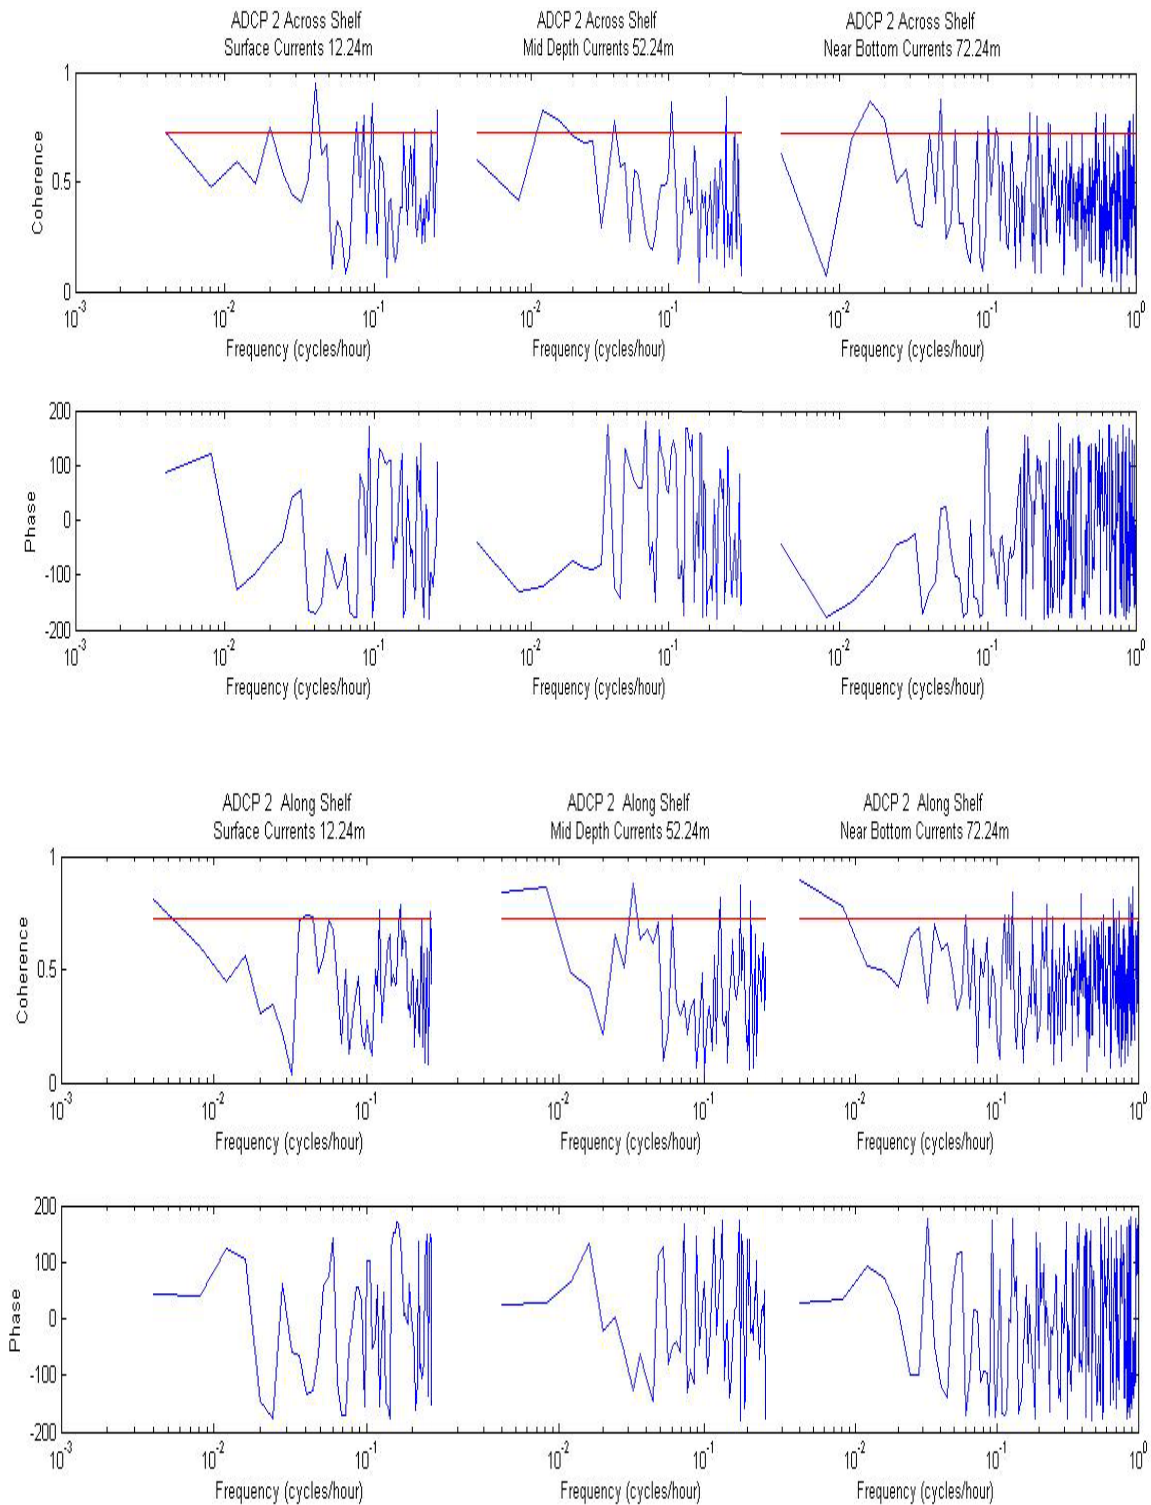 ADCP 2 Across Shelf
Surface Currents 12.24m
ADCP 2 Across Shelf
Mid Depth Currents 52.24m
ADCP 2 Across Shelf
Near Bottom Currents 72.24m
1
0.5
0
Coherence
10^-3 10^-2 10^-1 10^-2 10^-1 10^-2 10^-1 10^0
Frequency (cycles/hour) Frequency (cycles/hour) Frequency (cycles/hour)
200
100
0
-100
-200
Phase
10^-3 10^-2 10^-1 10^-2 10^-1 10^-2 10^-1 10^0
Frequency (cycles/hour) Frequency (cycles/hour) Frequency (cycles/hour)
ADCP 2 Along Shelf
Surface Currents 12.24m
ADCP 2 Along Shelf
Mid Depth Currents 52.24m
ADCP 2 Along Shelf
Near Bottom Currents 72.24m
1
0.5
0
Coherence
10^-3 10^-2 10^-1 10^-2 10^-1 10^-2 10^-1 10^0
Frequency (cycles/hour) Frequency (cycles/hour) Frequency (cycles/hour)
200
100
0
-100
-200
Phase
10^-3 10^-2 10^-1 10^-2 10^-1 10^-2 10^-1 10^0
Frequency (cycles/hour) Frequency (cycles/hour) Frequency (cycles/hour)